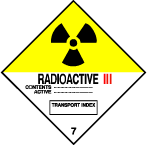 RADIOACTIVE III
CONTENTS
ACTIVE
TRANSPORT INDEX
7